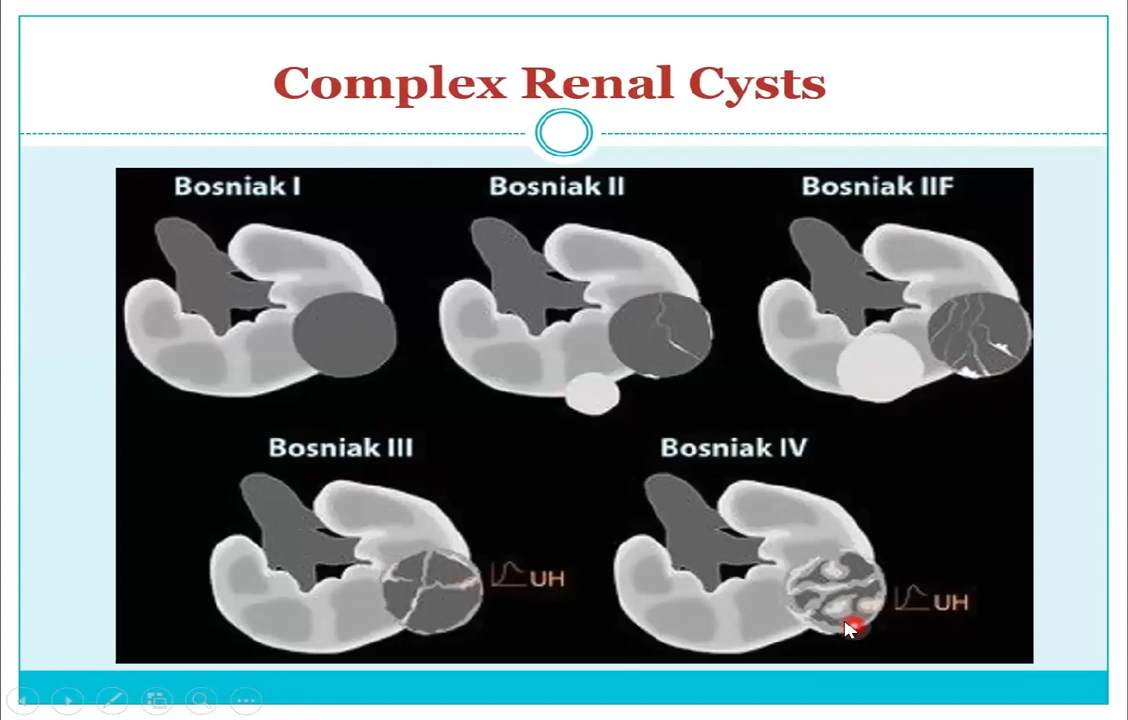 Complex Renal Cysts
Bosniak I
Bosniak II
Bosniak IIF
Bosniak III
Bosniak IV
UH
UH